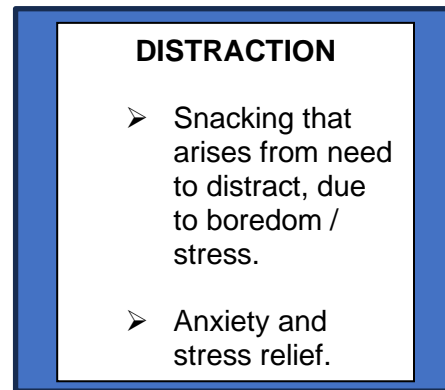 DISTRACTION
➢ Snacking that
arises from need
to distract, due
to boredom /
stress.
➢ Anxiety and
stress relief.